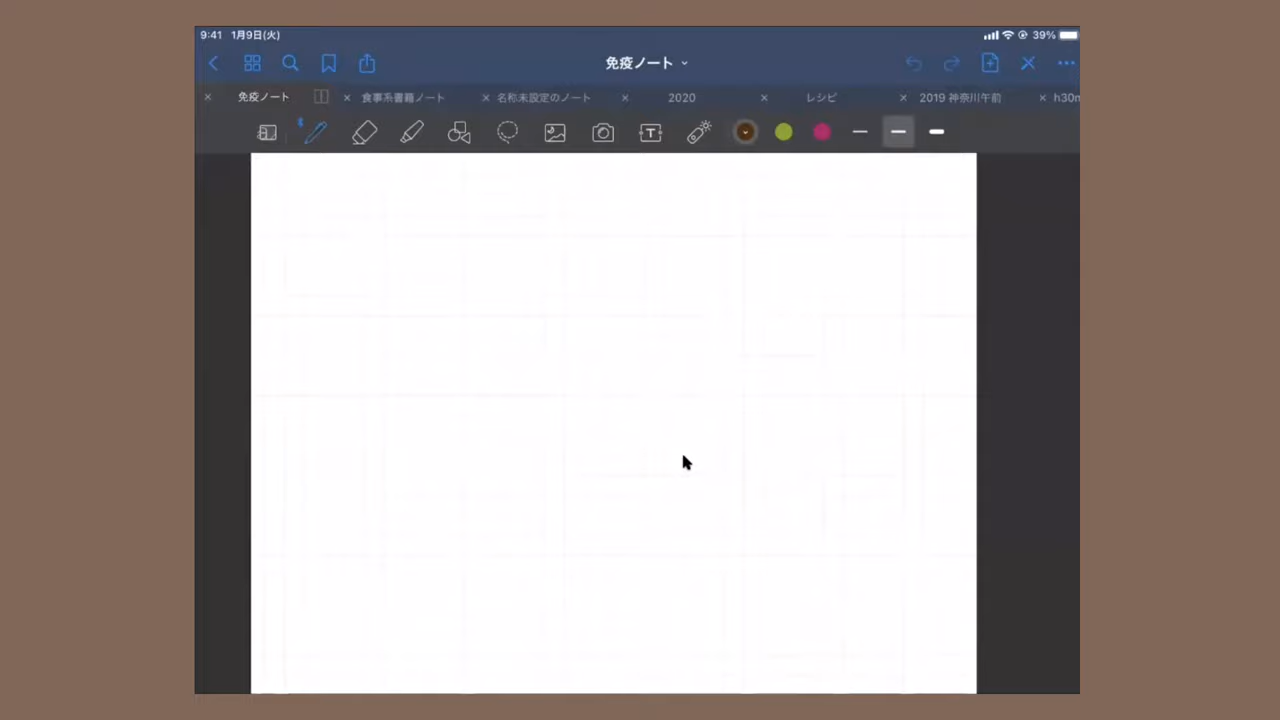 9:41 1月9日(火) 39%
免疫ノート
免疫ノート 食事系書籍ノート 名称未設定のノート 2020 レシピ 2019 神奈川午前 h30n
T